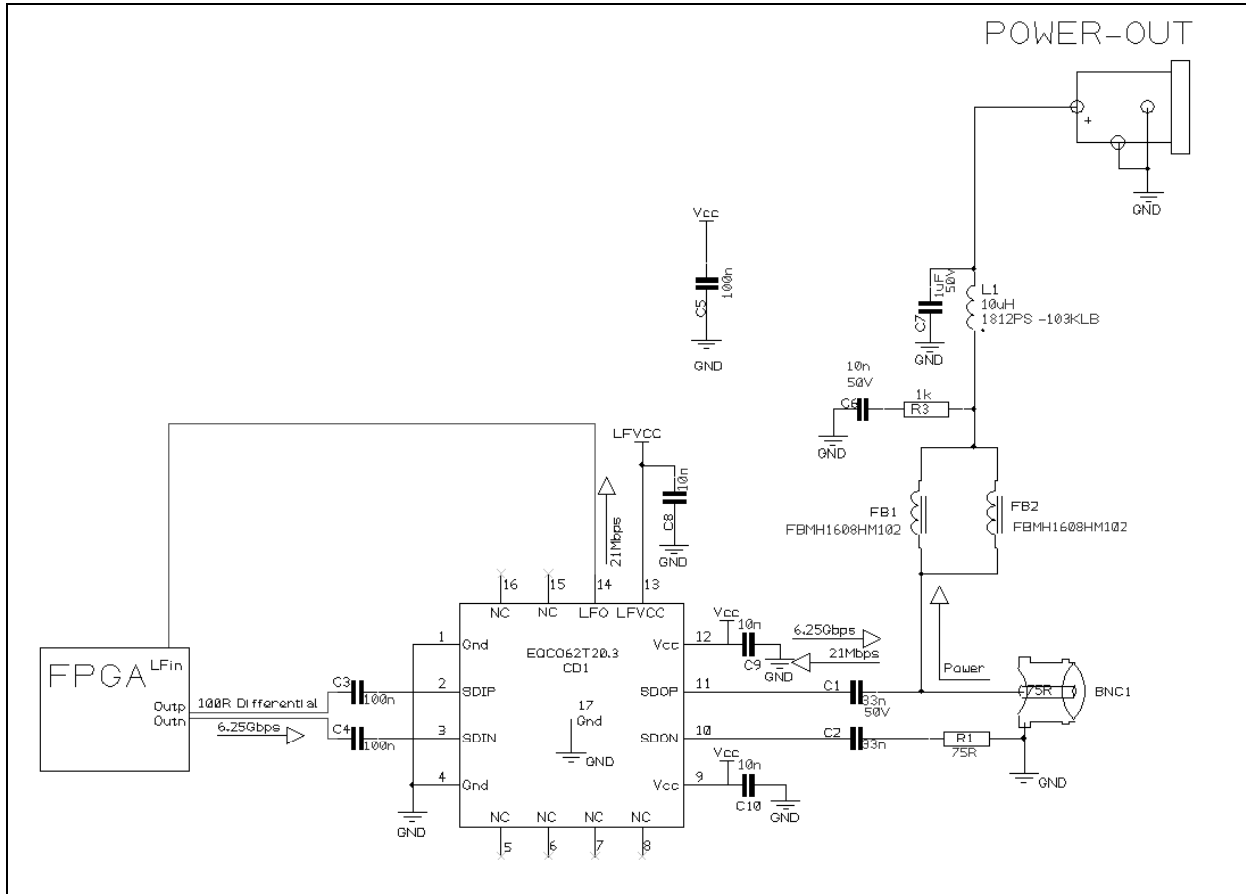 POWER-OUT
+
GND
Vcc
C5
100n
GND
C7
1uF
50V
GND
L1
10uH
1812PS -103KLB
10n
50V
C6
1k
R3
GND
LFVCC
C8
10n
GND
21Mbps
FB1
FBMH1608HM102
FB2
FBMH1608HM102
16
15
14
13
NC
NC
LFO
LFVCC
EQCO62T20.3
CD1
1
Gnd
2
SDIP
3
SDIN
4
Gnd
17
Gnd
GND
Vcc
12
SDOP
11
SDON
10
Vcc
9
NC
NC
NC
NC
5
6
7
8
Vcc
10n
C9
GND
6.25Gbps
21Mbps
Power
C1
33n
50V
C2
33n
R1
75R
75R
BNC1
GND
Vcc
10n
C10
GND
FPGA
LFin
Outp
Outn
100R Differential
6.25Gbps
C3
100n
C4
100n
GND